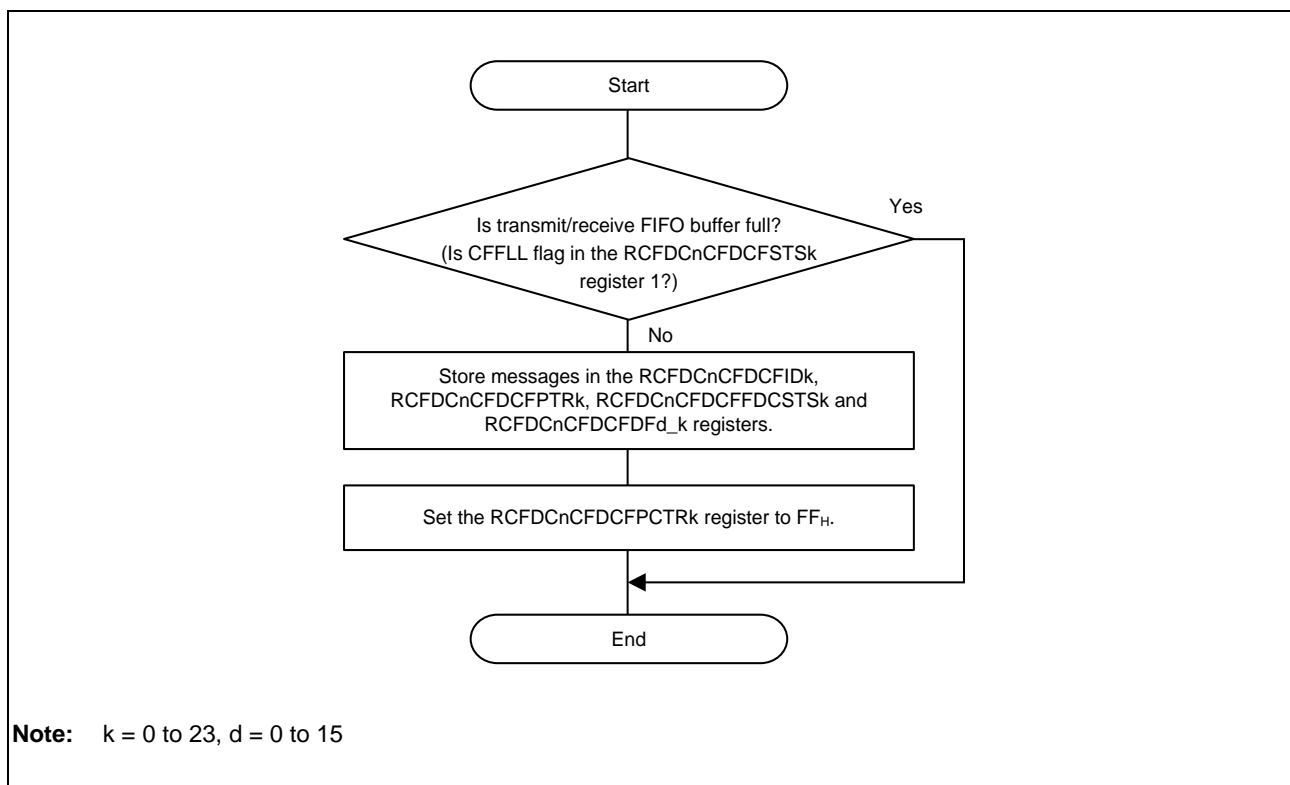 Start
Is transmit/receive FIFO buffer full?
(Is CFFLL flag in the RCFDCnCFDCFSTSk
register 1?)
Yes
No
Store messages in the RCFDCnCFDCFIDk,
RCFDCnCFDCFPTRk, RCFDCnCFDCFFDCSTSk and
RCFDCnCFDCFDFd_k registers.
Set the RCFDCnCFDCFPCTRk register to FFH.
End
Note: k = 0 to 23, d = 0 to 15